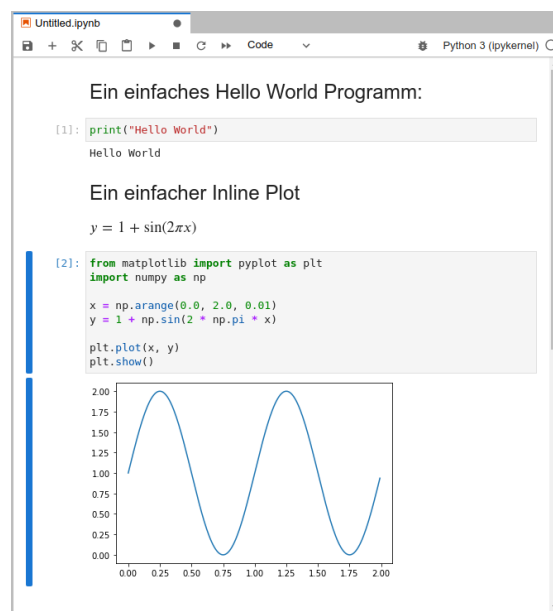 Untitled.ipynb
Code
Python 3 (ipykernel)
Ein einfaches Hello World Programm:
[1]: print("Hello World")
Hello World
Ein einfacher Inline Plot
y = 1 + sin(2πx)
[2]: from matplotlib import pyplot as plt
import numpy as np
x = np.arange(0.0, 2.0, 0.01)
y = 1 + np.sin(2 * np.pi * x)
plt.plot(x, y)
plt.show()
2.00
1.75
1.50
1.25
1.00
0.75
0.50
0.25
0.00
0.00 0.25 0.50 0.75 1.00 1.25 1.50 1.75 2.00